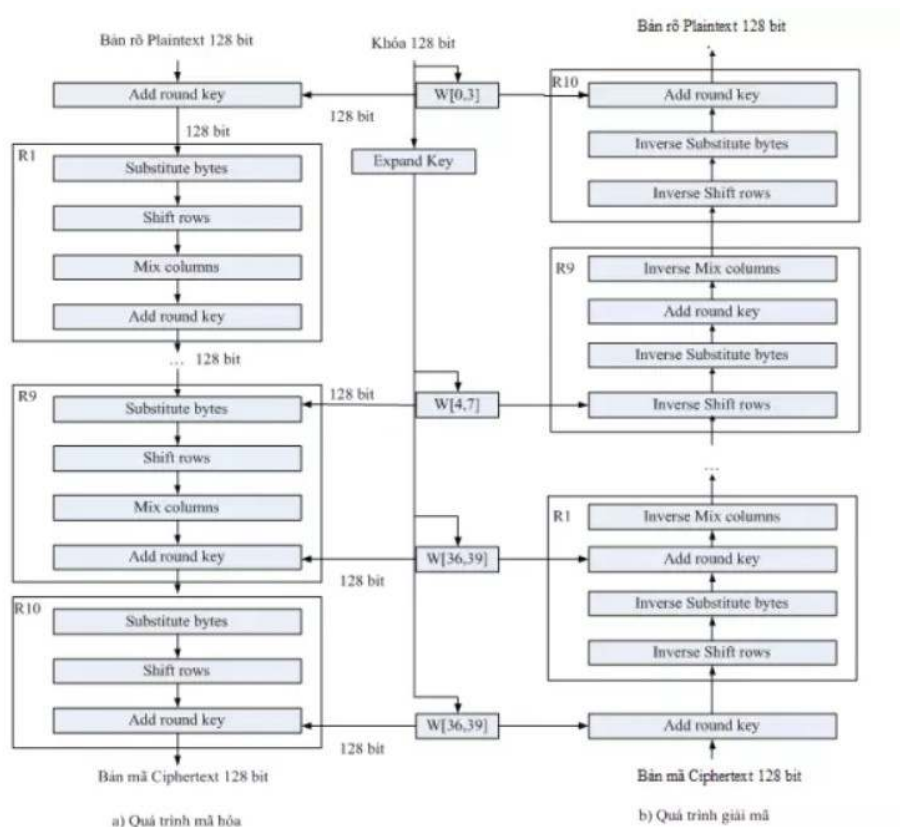 Bản rõ Plaintext 128 bit
Add round key
128 bit
R1
Substitute bytes
Shift rows
Mix columns
Add round key
... 128 bit
R9
Substitute bytes
Shift rows
Mix columns
Add round key
R10
Substitute bytes
Shift rows
Add round key
Bản mã Ciphertext 128 bit
a) Quá trình mã hóa
Khóa 128 bit
W[0,3]
128 bit
Expand Key
128 bit
W[4,7]
W[36,39]
128 bit
W[36,39]
128 bit
Bản rõ Plaintext 128 bit
R10
Add round key
Inverse Substitute bytes
Inverse Shift rows
R9
Inverse Mix columns
Add round key
Inverse Substitute bytes
Inverse Shift rows
...
R1
Inverse Mix columns
Add round key
Inverse Substitute bytes
Inverse Shift rows
Add round key
Bản mã Ciphertext 128 bit
b) Quá trình giải mã